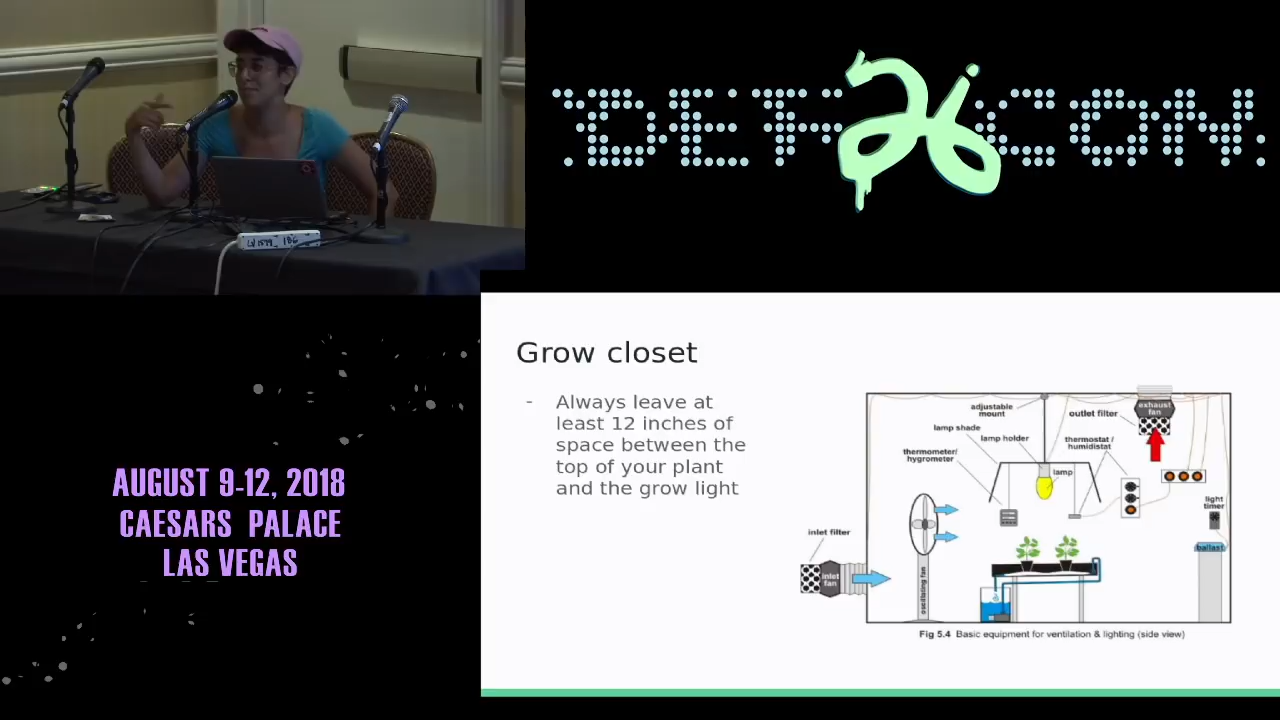 DEF 26 CON
LV1579_ 186
Grow closet
- Always leave at
least 12 inches of
space between the
top of your plant
and the grow light
exhaust
fan
adjustable
mount
outlet filter
lamp shade
lamp holder
thermostat /
humidistat
thermometer/
hygrometer
lamp
light
timer
inlet filter
ballast
inlet
fan
oscillating fan
Fig 5.4 Basic equipment for ventilation & lighting (side view)
AUGUST 9-12, 2018
CAESARS PALACE
LAS VEGAS